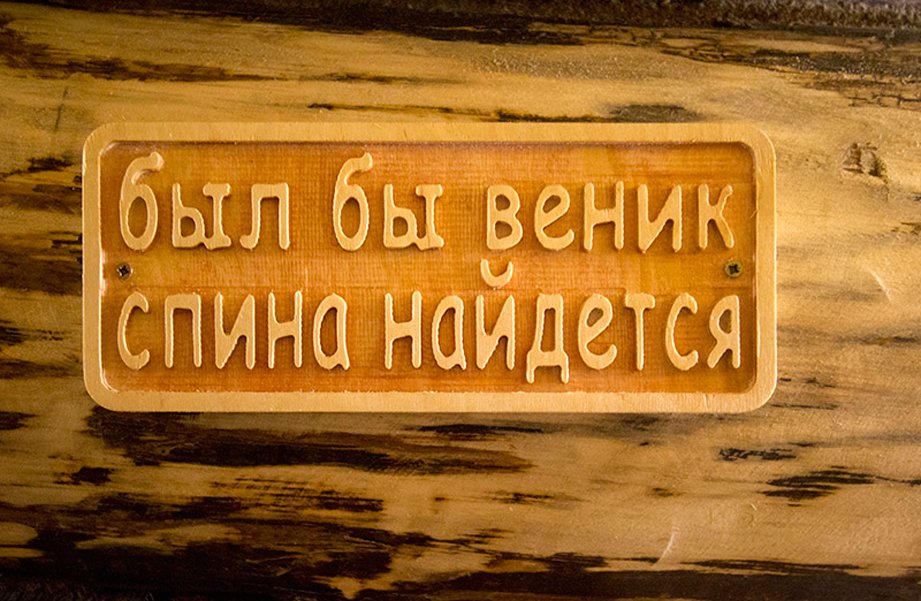 был бы веник
спина найдется